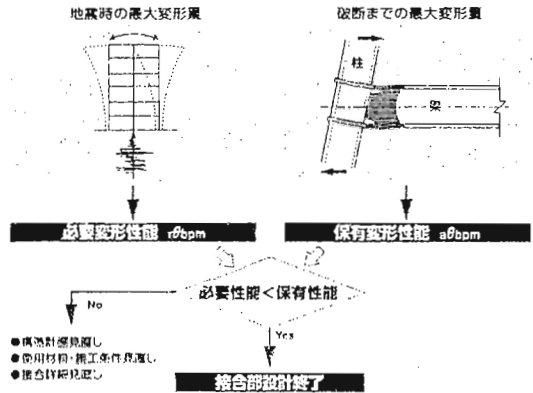 地震時の最大変形量
破断までの最大変形量
柱
梁
必要変形性能 rθbpm
保有変形性能 aθbpm
必要性能<保有性能
No
Yes
●構造計画見直し
●使用材料・施工条件見直し
●接合詳細見直し
接合部設計終了